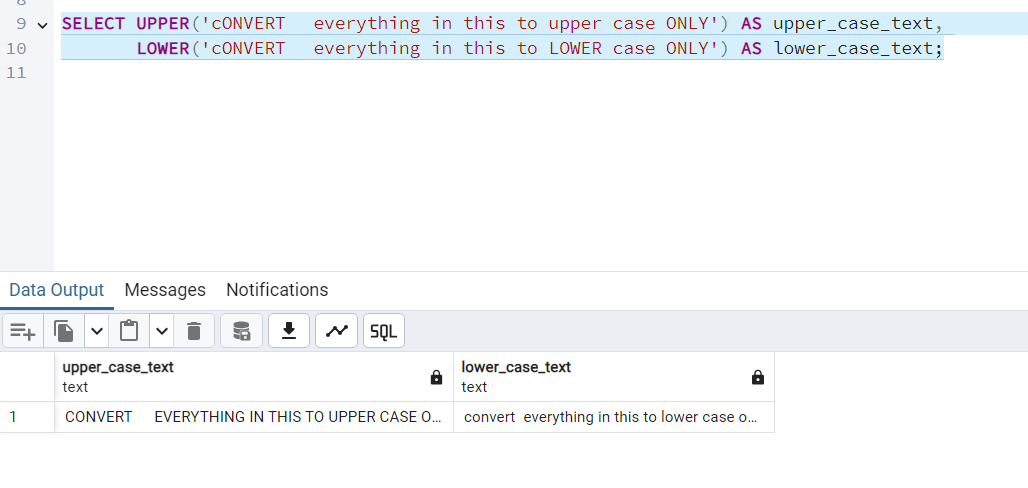 8
9 SELECT UPPER('cONVERT   everything in this to upper case ONLY') AS upper_case_text,
10         LOWER('cONVERT   everything in this to LOWER case ONLY') AS lower_case_text;
11
Data Output Messages Notifications
SQL
upper_case_text lower_case_text
text text
1 CONVERT   EVERYTHING IN THIS TO UPPER CASE O... convert  everything in this to lower case o...